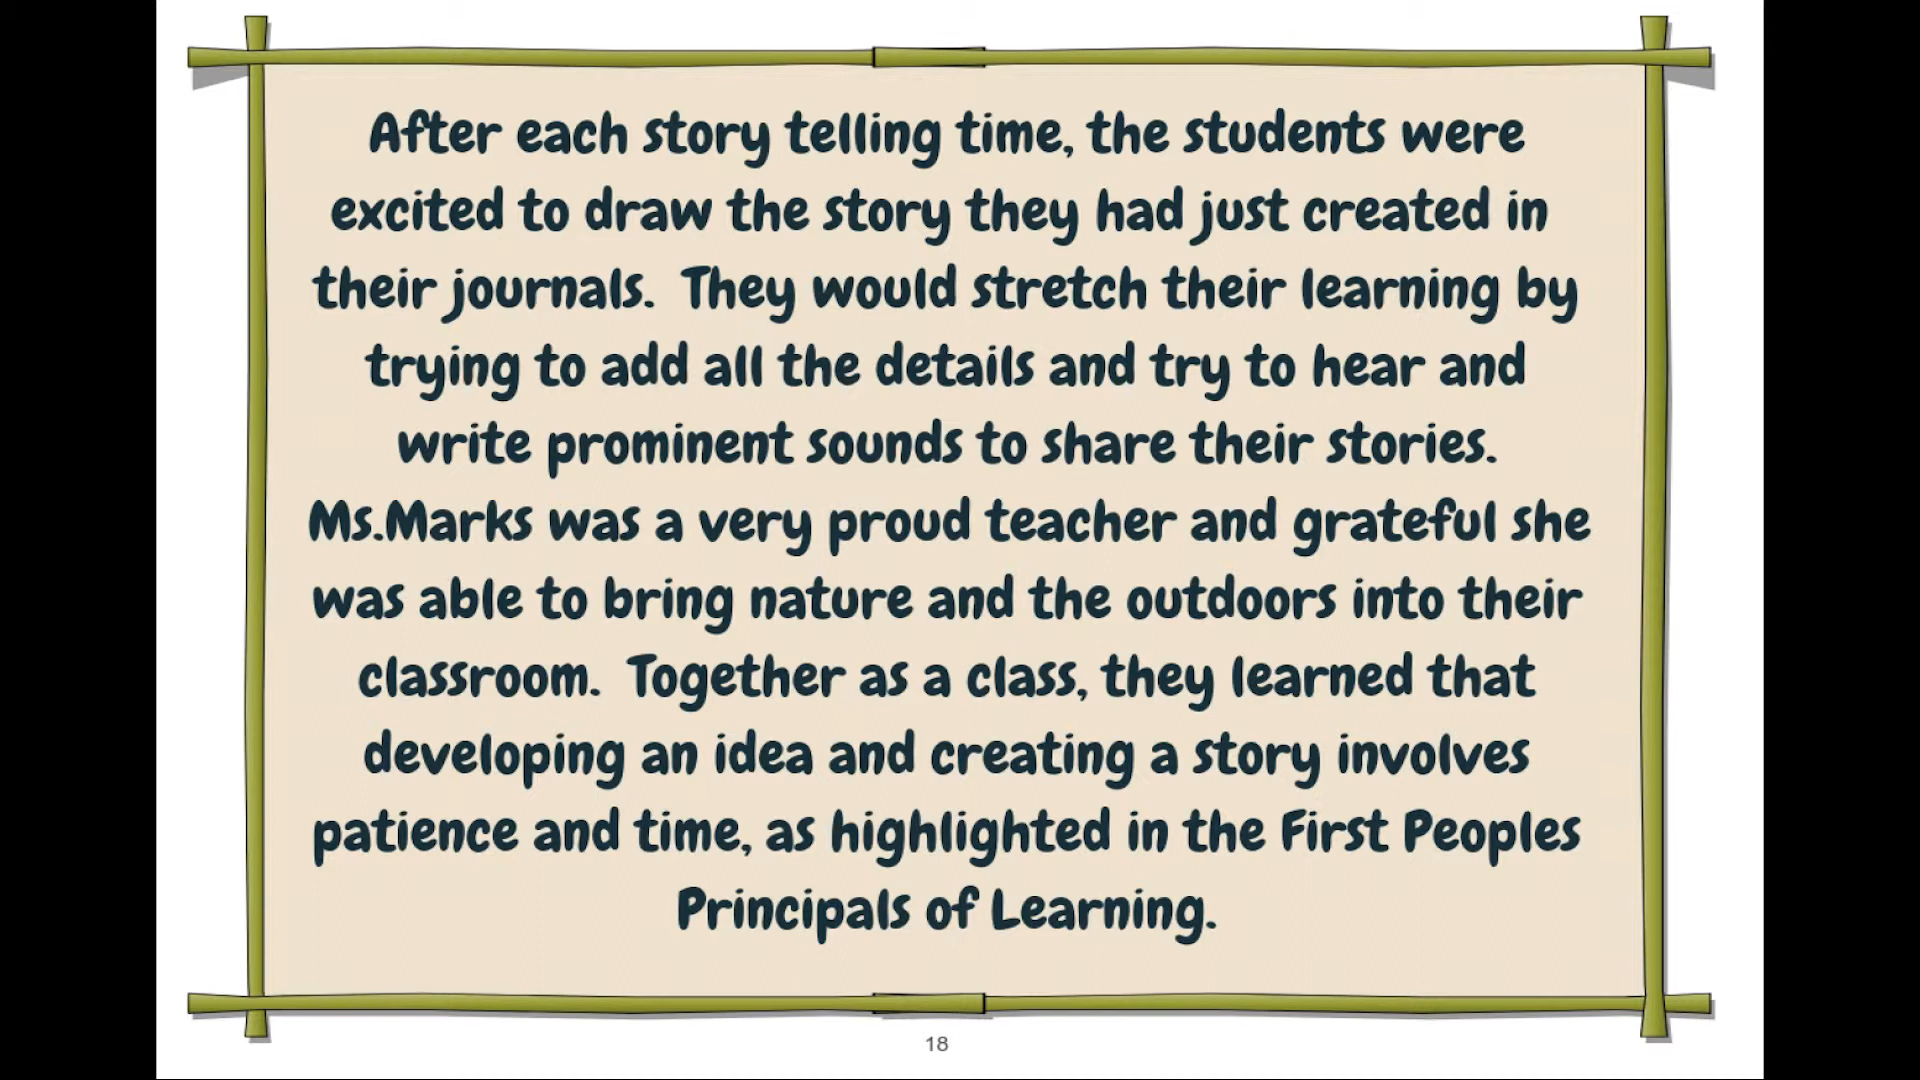 After each story telling time, the students were
excited to draw the story they had just created in
their journals.  They would stretch their learning by
trying to add all the details and try to hear and
write prominent sounds to share their stories.
Ms.Marks was a very proud teacher and grateful she
was able to bring nature and the outdoors into their
classroom.  Together as a class, they learned that
developing an idea and creating a story involves
patience and time, as highlighted in the First Peoples
Principals of Learning.
18